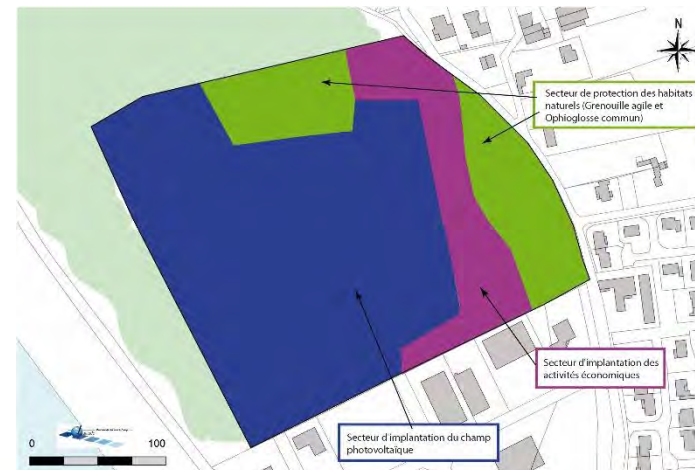 N
Secteur de protection des habitats
naturels (Grenouille agile et
Ophioglosse commun)
Secteur d'implantation des
activités économiques
Secteur d'implantation du champ
photovoltaïque
0 100